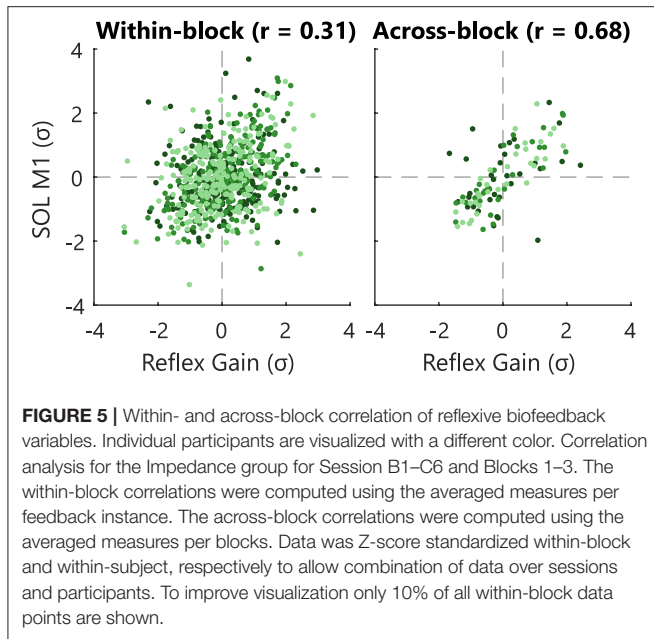 Within-block (r = 0.31) Across-block (r = 0.68)
4
2
0
-2
-4
SOL M1 (σ)
-4 -2 0 2 4 -4 -2 0 2 4
Reflex Gain (σ) Reflex Gain (σ)
FIGURE 5 | Within- and across-block correlation of reflexive biofeedback
variables. Individual participants are visualized with a different color. Correlation
analysis for the Impedance group for Session B1–C6 and Blocks 1–3. The
within-block correlations were computed using the averaged measures per
feedback instance. The across-block correlations were computed using the
averaged measures per blocks. Data was Z-score standardized within-block
and within-subject, respectively to allow combination of data over sessions
and participants. To improve visualization only 10% of all within-block data
points are shown.